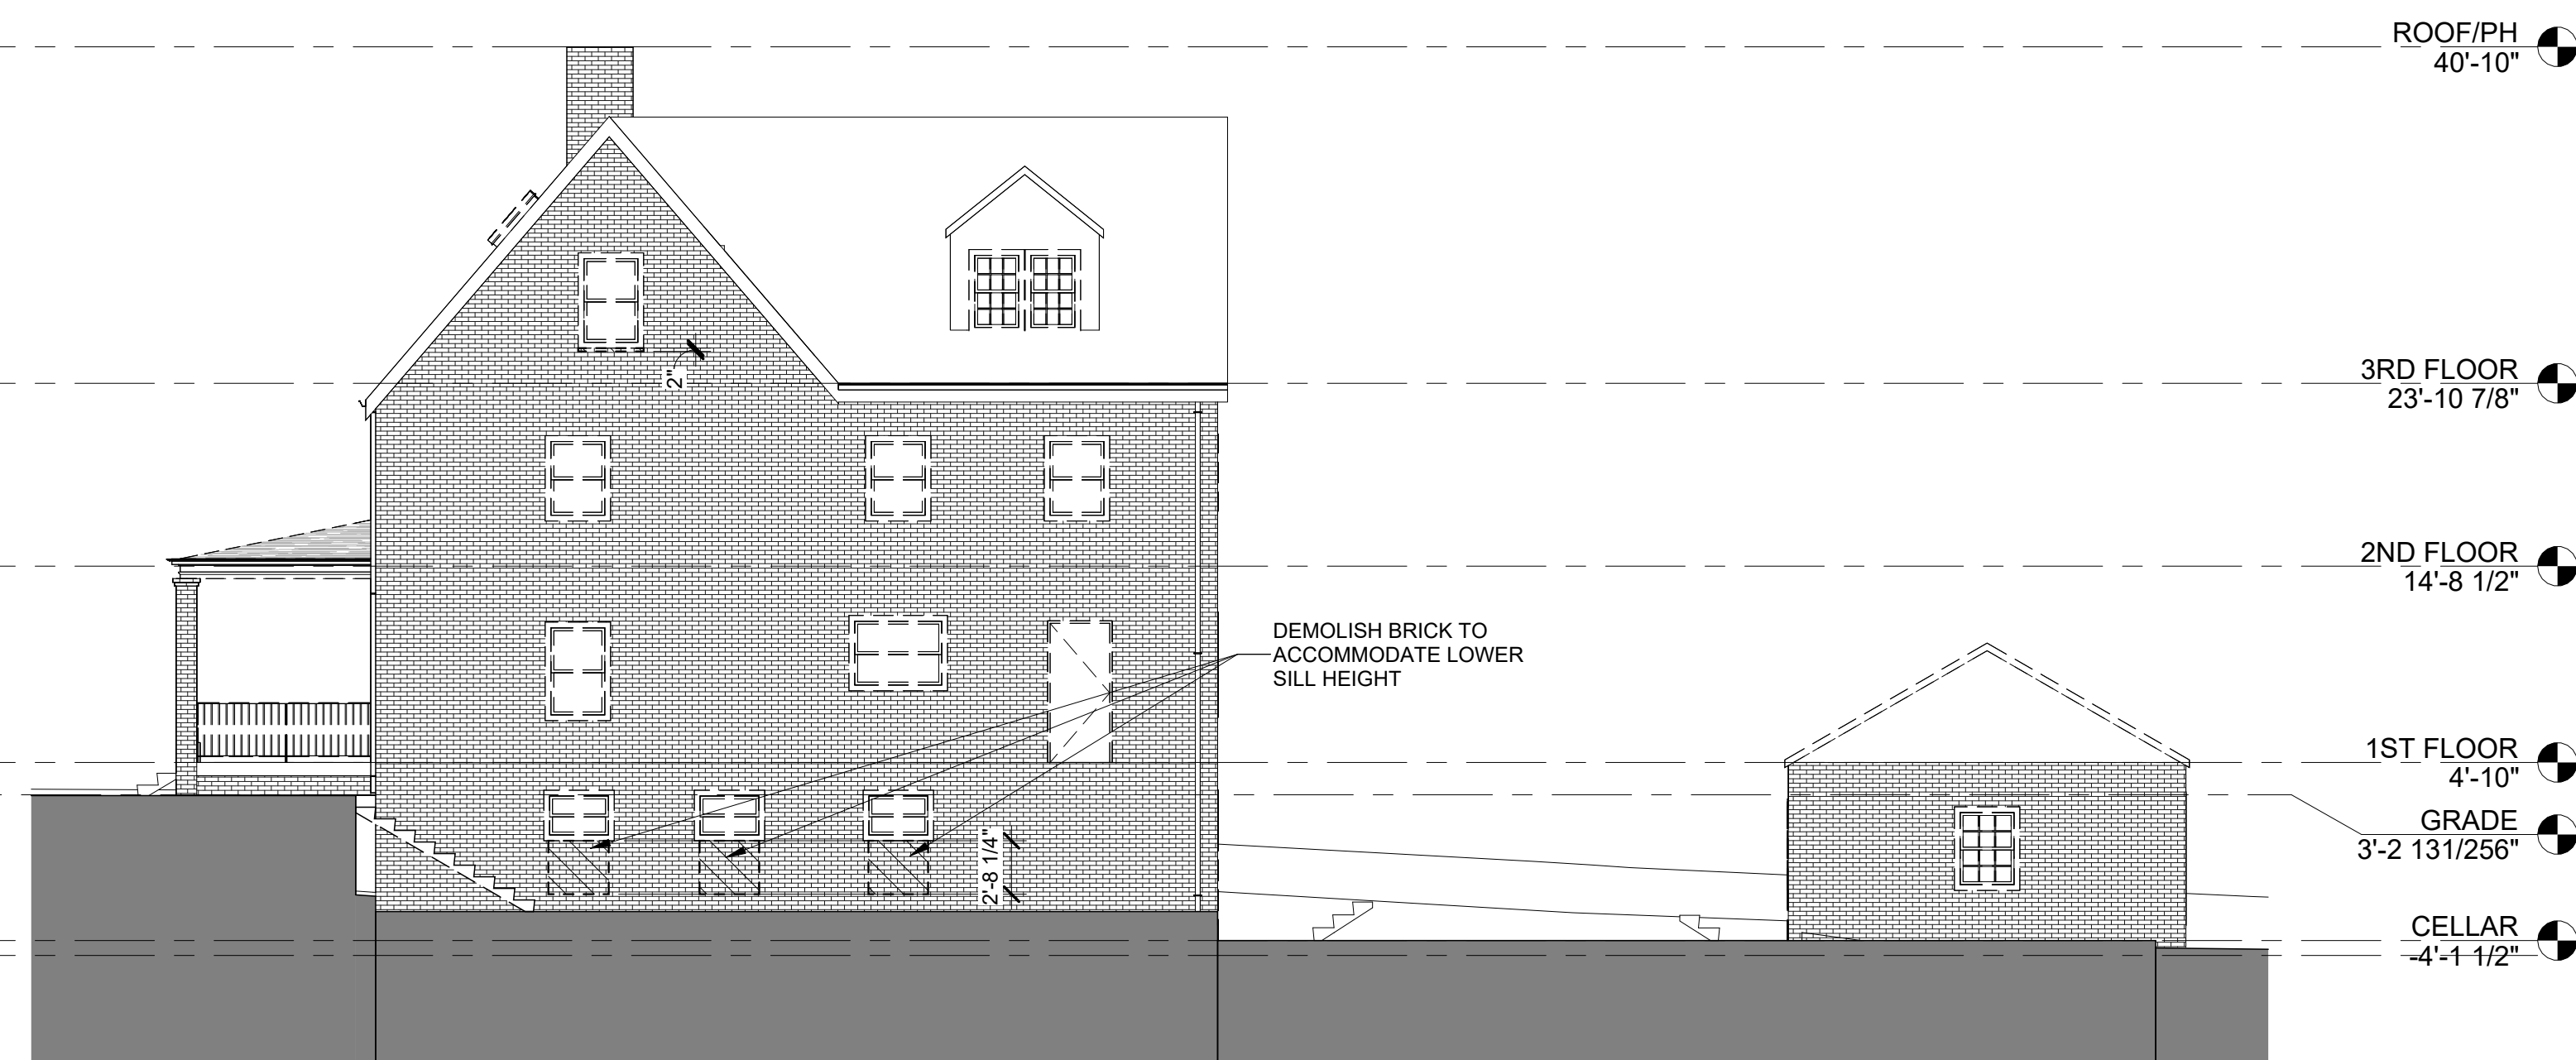 ROOF/PH
40'-10"
3RD FLOOR
23'-10 7/8"
2"
2ND FLOOR
14'-8 1/2"
DEMOLISH BRICK TO
ACCOMMODATE LOWER
SILL HEIGHT
1ST FLOOR
4'-10"
GRADE
3'-2 131/256"
2'-8 1/4"
CELLAR
-4'-1 1/2"